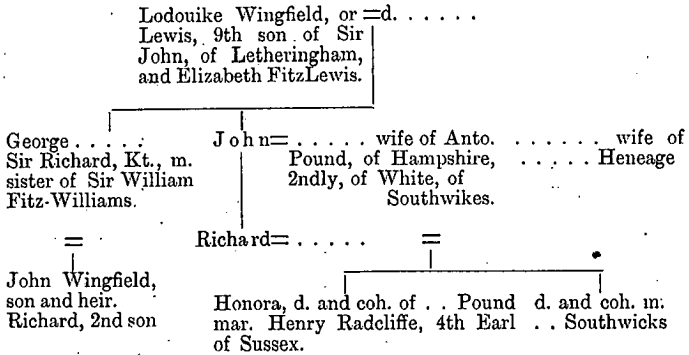 Lodouike Wingfield, or =d. . . . . . .
Lewis, 9th son of Sir
John, of Letheringham,
and Elizabeth FitzLewis.
George . . . . .
Sir Richard, Kt., m.
sister of Sir William
Fitz-Williams.
John= . . . . . wife of Anto.
Pound, of Hampshire,
2ndly, of White, of
Southwikes.
. . . . . . . wife of
. . . . . Heneage
=
Richard= . . . . .
=
John Wingfield,
son and heir.
Richard, 2nd son
Honora, d. and coh. of . . Pound
mar. Henry Radcliffe, 4th Earl
of Sussex.
d. and coh. m.
. . Southwicks